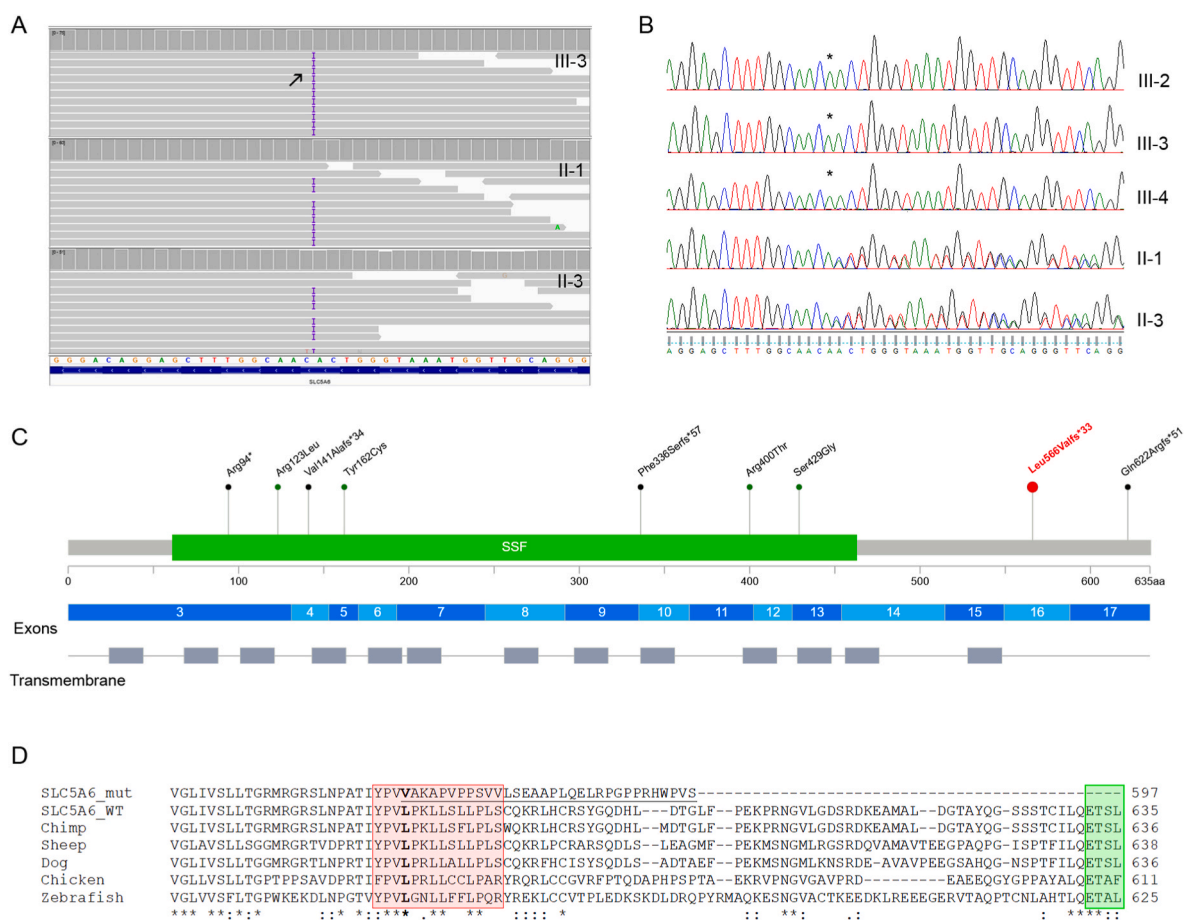 A
B
III-3
II-1
A
II-3
G G G A C A G G A G C T T T G G C A A C A C T G G G T A A A T G G T T G C A G G G
SLC5A6
*
III-2
*
III-3
*
III-4
II-1
II-3
A G G A G C T T T G G C A A C A A C T G G G T A A A T G G T T G C A G G G T T C A G G
C
Arg94*
Arg123Leu
Val141Alafs*34
Tyr162Cys
Phe336Serfs*57
Arg400Thr
Ser429Gly
Leu566Valfs*33
Gln622Argfs*51
SSF
0 100 200 300 400 500 600 635aa
3 4 5 6 7 8 9 10 11 12 13 14 15 16 17
Exons
Transmembrane
D
SLC5A6_mut VGLIVSLLTGRMRGRSLNPATIYPVVAKAPVPPSVVLSEAAPLQELRPGPPRHWPVS-------------------------------------- 597
SLC5A6_WT VGLIVSLLTGRMRGRSLNPATIYPVLPKLLSLLPLSCQKRLHCRSYGQDHL--DTGLF--PEKPRNGVLGDSRDKEAMAL--DGTAYQG-SSSTCILQETSL 635
Chimp VGLIVSLLTGRMRGRSLNPATIYPVLPKLLSFLPLSWQKRLHCRSYGQDHL--MDTGLF--PEKPRNGVLGDSRDKEAMAL--DGTAYQG-SSSTCILQETSL 636
Sheep VGLAVSLLSGGMRGRTVDPRTIYPVLPKLLSLLPLSCQKRLPCRARSQDLS--SLEAGMF--PEKMSNGMLRGSRDQVAMAVTEEGPAQPG-ISPTFILQETSL 638
Dog VGLVVSLLTGGMRGRTLNPRTIYPVLPRLLALLPLSCQKRFHCISYSQDLS--ADTAEF--PEKMSNGMLKNSRDE-AVAVPEEGSAHQG-NSPTFILQETSL 636
Chicken VGLLVSLLTGPTPPSAVDPRTIFPVLPRLLCCLPARYRQRLCCGVRFPTQDAPHPSPTA----EKRVPNGVGAVPRD------EAEEQGYGPPAYALQETAF 611
Zebrafish VGLVVSFLTGPWKEKDLNPGTVYPVLGNLLFFLPQRYREKLCCVTPLEDKSKDLDRQPYRMAQKESNGVACTKEEDKLREEEGERVTAQPCTNLAHTLQETAL 625